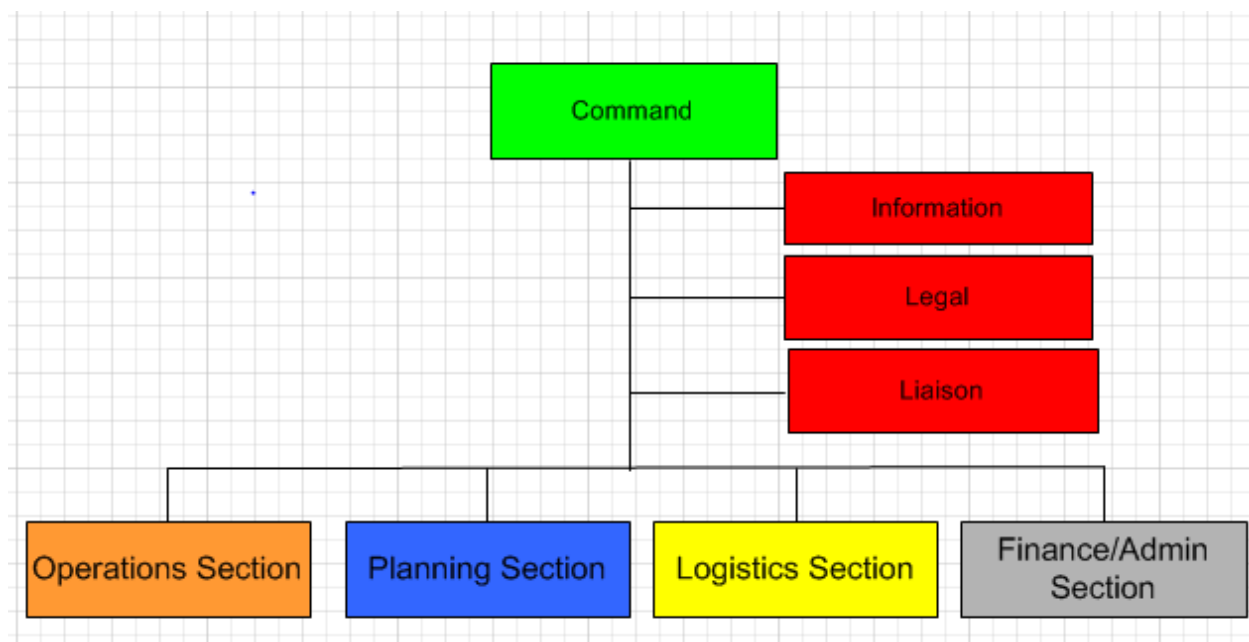 Command
Information
Legal
Liaison
Operations Section
Planning Section
Logistics Section
Finance/Admin
Section